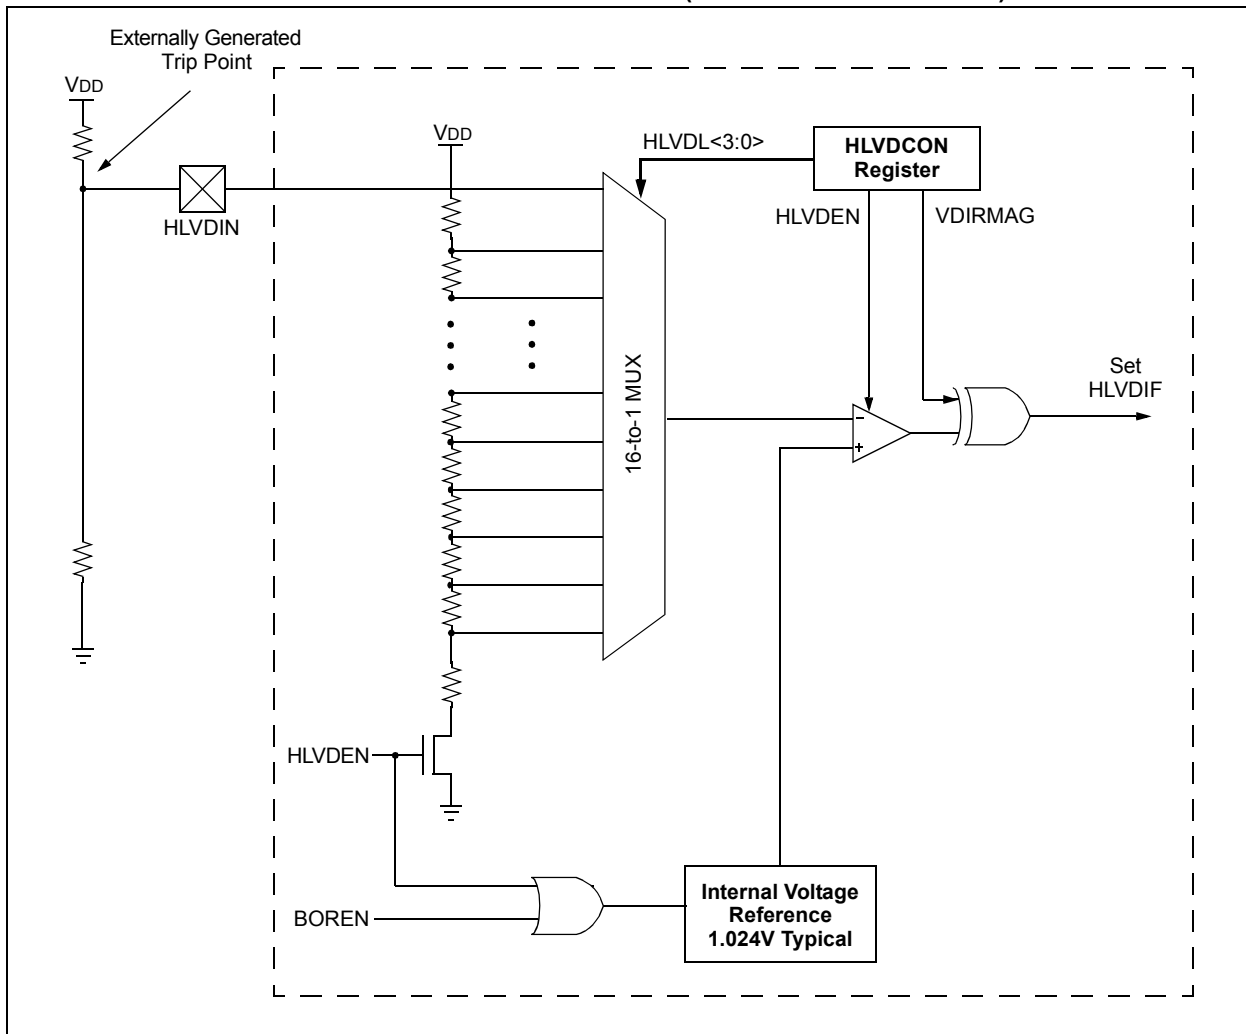 Externally Generated
Trip Point
VDD
VDD
HLVDL<3:0>
HLVDCON
Register
HLVDIN
HLVDEN
VDIRMAG
16-to-1 MUX
Set
HLVDIF
-
+
HLVDEN
BOREN
Internal Voltage
Reference
1.024V Typical